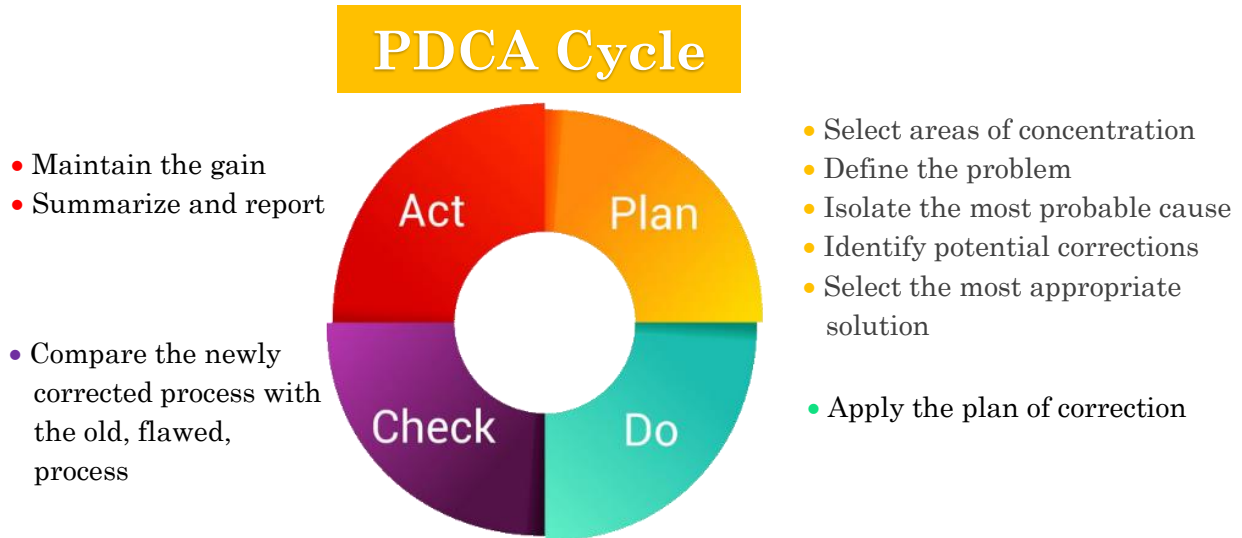 PDCA Cycle
Act
Plan
Check
Do
• Maintain the gain
• Summarize and report
• Select areas of concentration
• Define the problem
• Isolate the most probable cause
• Identify potential corrections
• Select the most appropriate
solution
• Compare the newly
corrected process with
the old, flawed,
process
• Apply the plan of correction